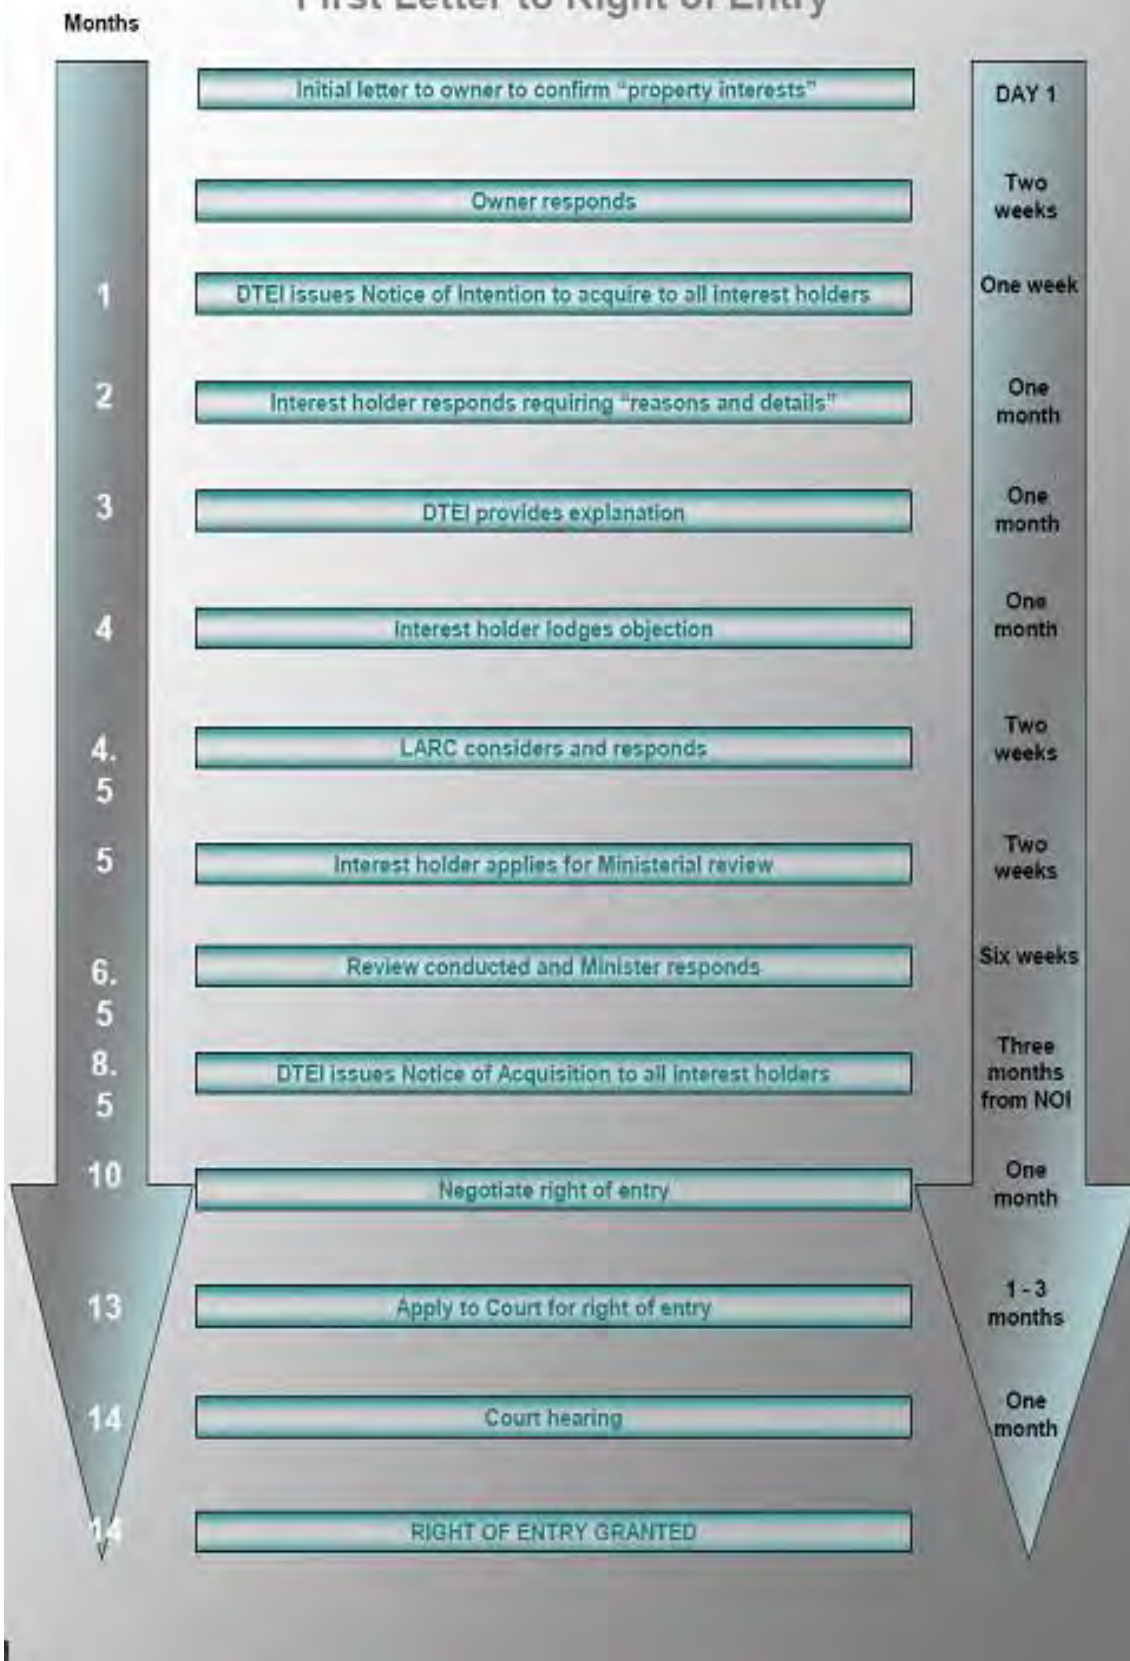 First Letter to Right of Entry
Months
Initial letter to owner to confirm “property interests”
DAY 1
Owner responds
Two
weeks
1
DTEI issues Notice of Intention to acquire to all interest holders
One week
2
Interest holder responds requiring “reasons and details”
One
month
3
DTEI provides explanation
One
month
4
Interest holder lodges objection
One
month
4.
5
LARC considers and responds
Two
weeks
5
Interest holder applies for Ministerial review
Two
weeks
6.
5
Review conducted and Minister responds
Six weeks
8.
5
DTEI issues Notice of Acquisition to all interest holders
Three
months
from NOI
10
Negotiate right of entry
One
month
13
Apply to Court for right of entry
1 - 3
months
14
Court hearing
One
month
14
RIGHT OF ENTRY GRANTED